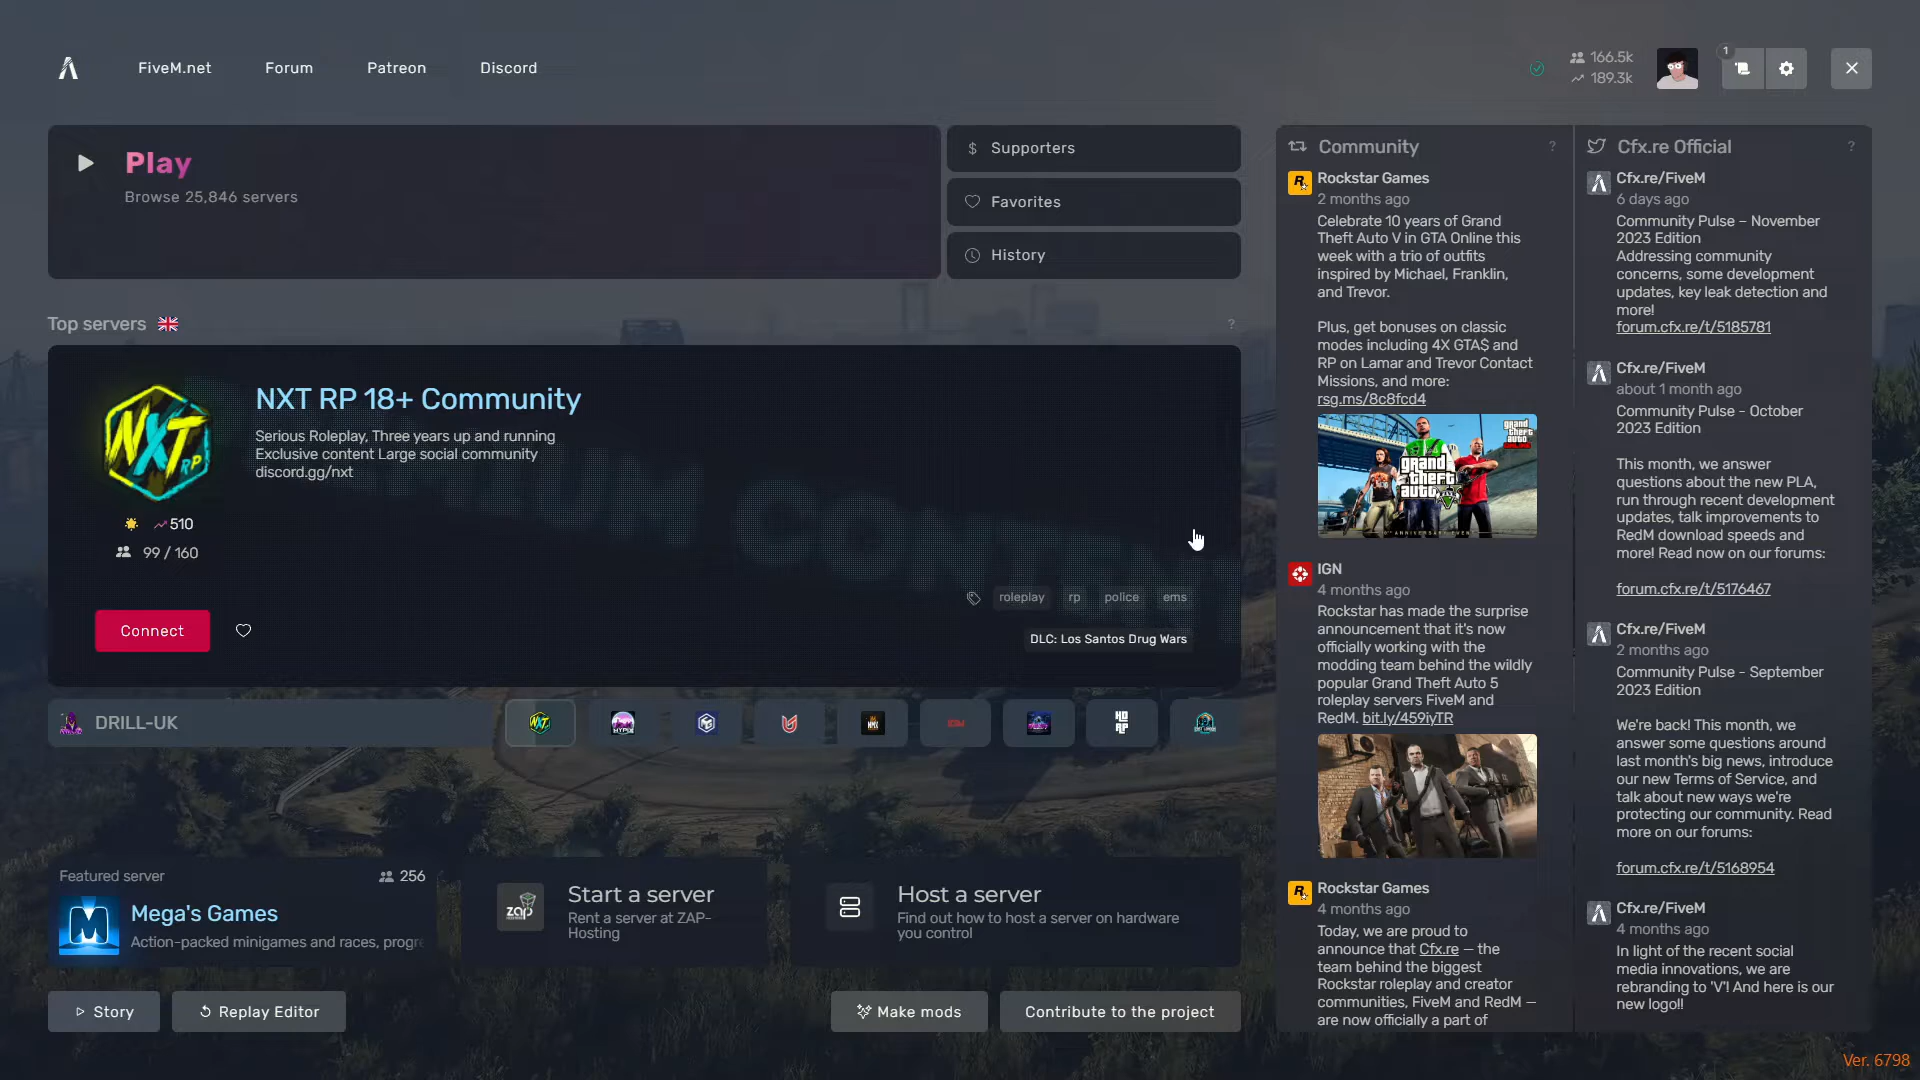 FiveM.net
Forum
Patreon
Discord
166.5k
189.3k
1
Play
Browse 25,846 servers
Supporters
Favorites
History
Top servers
?
NXT RP 18+ Community
Serious Roleplay, Three years up and running
Exclusive content Large social community
discord.gg/nxt
NXT
RP
510
99 / 160
roleplay
rp
police
ems
Connect
DLC: Los Santos Drug Wars
DRILL-UK
NXT
HYPE
NMX
HD
RP
Featured server
256
Mega's Games
Action-packed minigames and races, progre
zap
Start a server
Rent a server at ZAP-
Hosting
Host a server
Find out how to host a server on hardware
you control
Story
Replay Editor
Make mods
Contribute to the project
Community
?
Rockstar Games
2 months ago
Celebrate 10 years of Grand
Theft Auto V in GTA Online this
week with a trio of outfits
inspired by Michael, Franklin,
and Trevor.
Plus, get bonuses on classic
modes including 4X GTA$ and
RP on Lamar and Trevor Contact
Missions, and more:
rsg.ms/8c8fcd4
grand
theft
auto
grand
theft
auto
IGN
4 months ago
Rockstar has made the surprise
announcement that it's now
officially working with the
modding team behind the wildly
popular Grand Theft Auto 5
roleplay servers FiveM and
RedM. bit.ly/459iyTR
Rockstar Games
4 months ago
Today, we are proud to
announce that Cfx.re — the
team behind the biggest
Rockstar roleplay and creator
communities, FiveM and RedM —
are now officially a part of
Cfx.re Official
?
Cfx.re/FiveM
6 days ago
Community Pulse – November
2023 Edition
Addressing community
concerns, some development
updates, key leak detection and
more!
forum.cfx.re/t/5185781
Cfx.re/FiveM
about 1 month ago
Community Pulse - October
2023 Edition
This month, we answer
questions about the new PLA,
run through recent development
updates, talk improvements to
RedM download speeds and
more! Read now on our forums:
forum.cfx.re/t/5176467
Cfx.re/FiveM
2 months ago
Community Pulse - September
2023 Edition
We're back! This month, we
answer some questions around
last month's big news, introduce
our new Terms of Service, and
talk about new ways we're
protecting our community. Read
more on our forums:
forum.cfx.re/t/5168954
Cfx.re/FiveM
4 months ago
In light of the recent social
media innovations, we are
rebranding to 'V'! And here is our
new logo!!
Ver. 6798